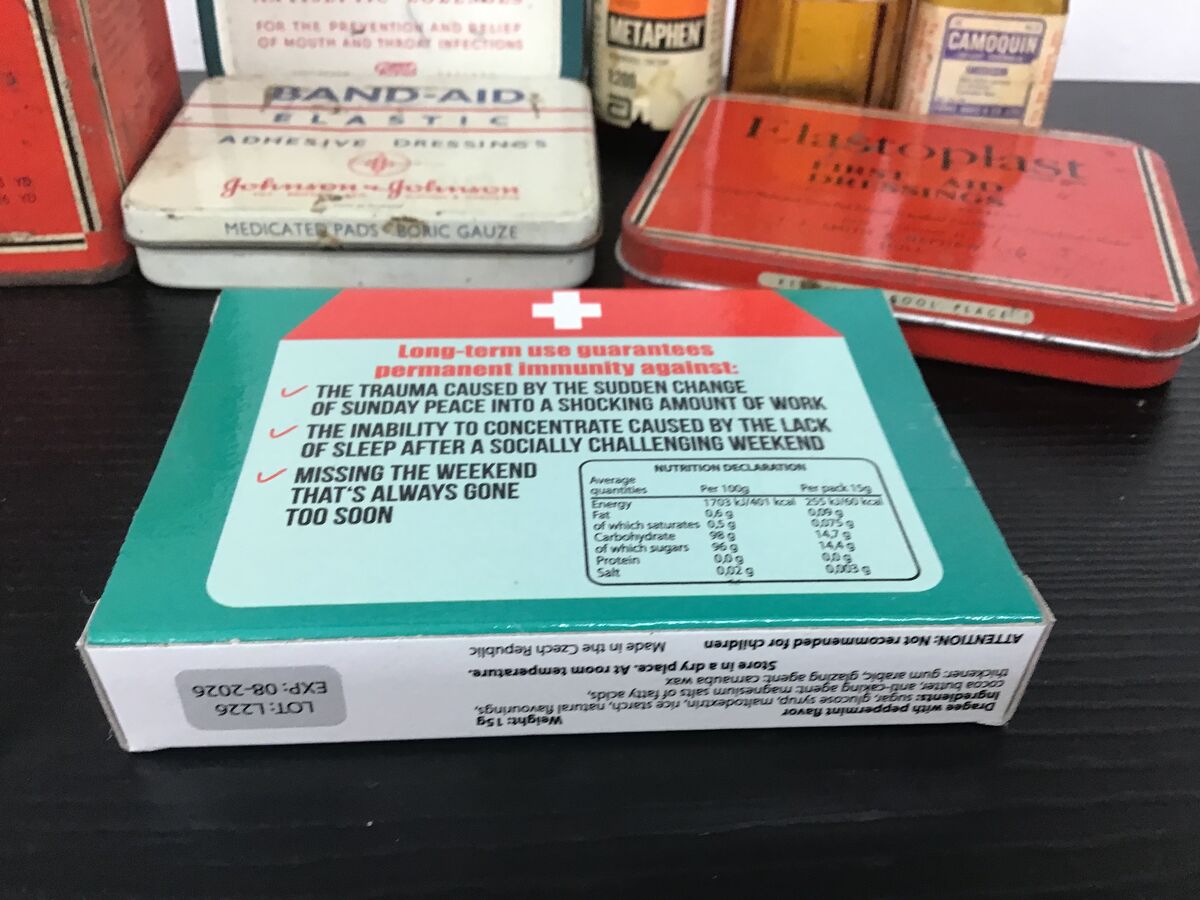 FOR THE PREVENTION AND RELIEF
OF MOUTH AND THROAT INFECTIONS
METAPHEN
1:200
CAMOQUIN
BAND-AID
ELASTIC
ADHESIVE DRESSINGS
Johnson & Johnson
MEDICATED PADS BORIC GAUZE
Elastoplast
FIRST AID
DRESSINGS
COOL PLACE
YD
YD
Long-term use guarantees
permanent immunity against:
THE TRAUMA CAUSED BY THE SUDDEN CHANGE
OF SUNDAY PEACE INTO A SHOCKING AMOUNT OF WORK
THE INABILITY TO CONCENTRATE CAUSED BY THE LACK
OF SLEEP AFTER A SOCIALLY CHALLENGING WEEKEND
MISSING THE WEEKEND
THAT'S ALWAYS GONE
TOO SOON
NUTRITION DECLARATION
Average
quantities Per 100g Per pack 15g
Energy 1703 kJ/401 kcal 255 kJ/60 kcal
Fat 0,6 g 0,09 g
of which saturates 0,5 g 0,075 g
Carbohydrate 98 g 14,7 g
of which sugars 96 g 14,4 g
Protein 0,0 g 0,0 g
Salt 0,02 g 0,003 g
Dragee with peppermint flavor Weight: 15g
Ingredients: sugar, glucose syrup, maltodextrin, rice starch, natural flavourings,
cocoa butter, anti-caking agent: magnesium salts of fatty acids,
thickener: gum arabic, glazing agent: carnauba wax
Store in a dry place. At room temperature.
ATTENTION: Not recommended for children Made in the Czech Republic
LOT: L226
EXP: 08-2026